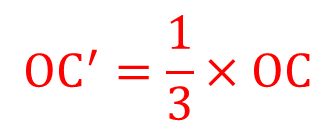 OC′ = 1/3 × OC